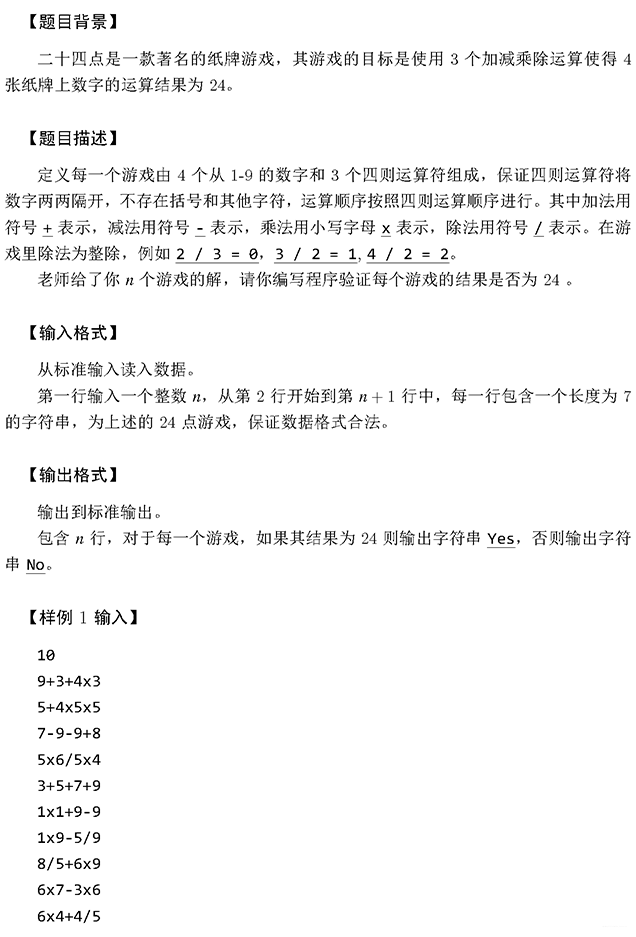 【题目背景】
二十四点是一款著名的纸牌游戏，其游戏的目标是使用 3 个加减乘除运算使得 4
张纸牌上数字的运算结果为 24。
【题目描述】
定义每一个游戏由 4 个从 1-9 的数字和 3 个四则运算符组成，保证四则运算符将
数字两两隔开，不存在括号和其他字符，运算顺序按照四则运算顺序进行。其中加法用
符号 + 表示，减法用符号 - 表示，乘法用小写字母 x 表示，除法用符号 / 表示。在游
戏里除法为整除，例如 2 / 3 = 0，3 / 2 = 1, 4 / 2 = 2。
老师给了你 n 个游戏的解，请你编写程序验证每个游戏的结果是否为 24 。
【输入格式】
从标准输入读入数据。
第一行输入一个整数 n，从第 2 行开始到第 n + 1 行中，每一行包含一个长度为 7
的字符串，为上述的 24 点游戏，保证数据格式合法。
【输出格式】
输出到标准输出。
包含 n 行，对于每一个游戏，如果其结果为 24 则输出字符串 Yes，否则输出字符
串 No。
【样例 1 输入】
10
9+3+4x3
5+4x5x5
7-9-9+8
5x6/5x4
3+5+7+9
1x1+9-9
1x9-5/9
8/5+6x9
6x7-3x6
6x4+4/5